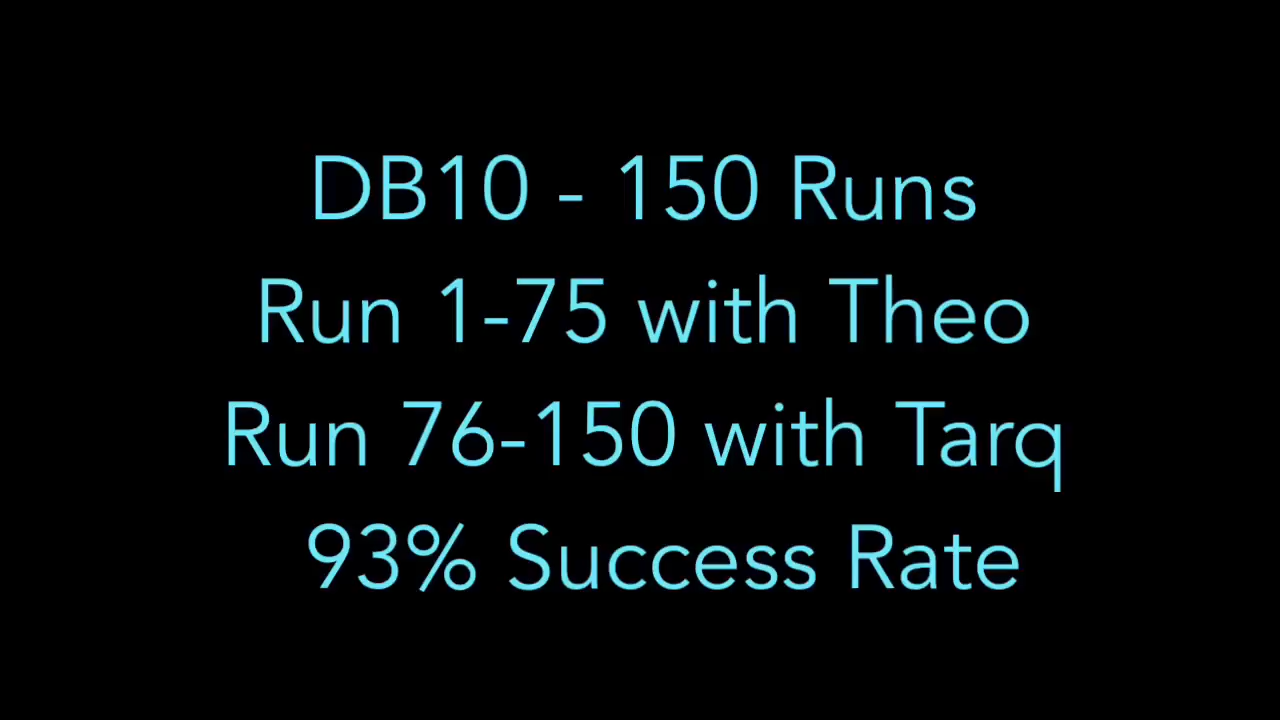 DB10 - 150 Runs
Run 1-75 with Theo
Run 76-150 with Tarq
93% Success Rate